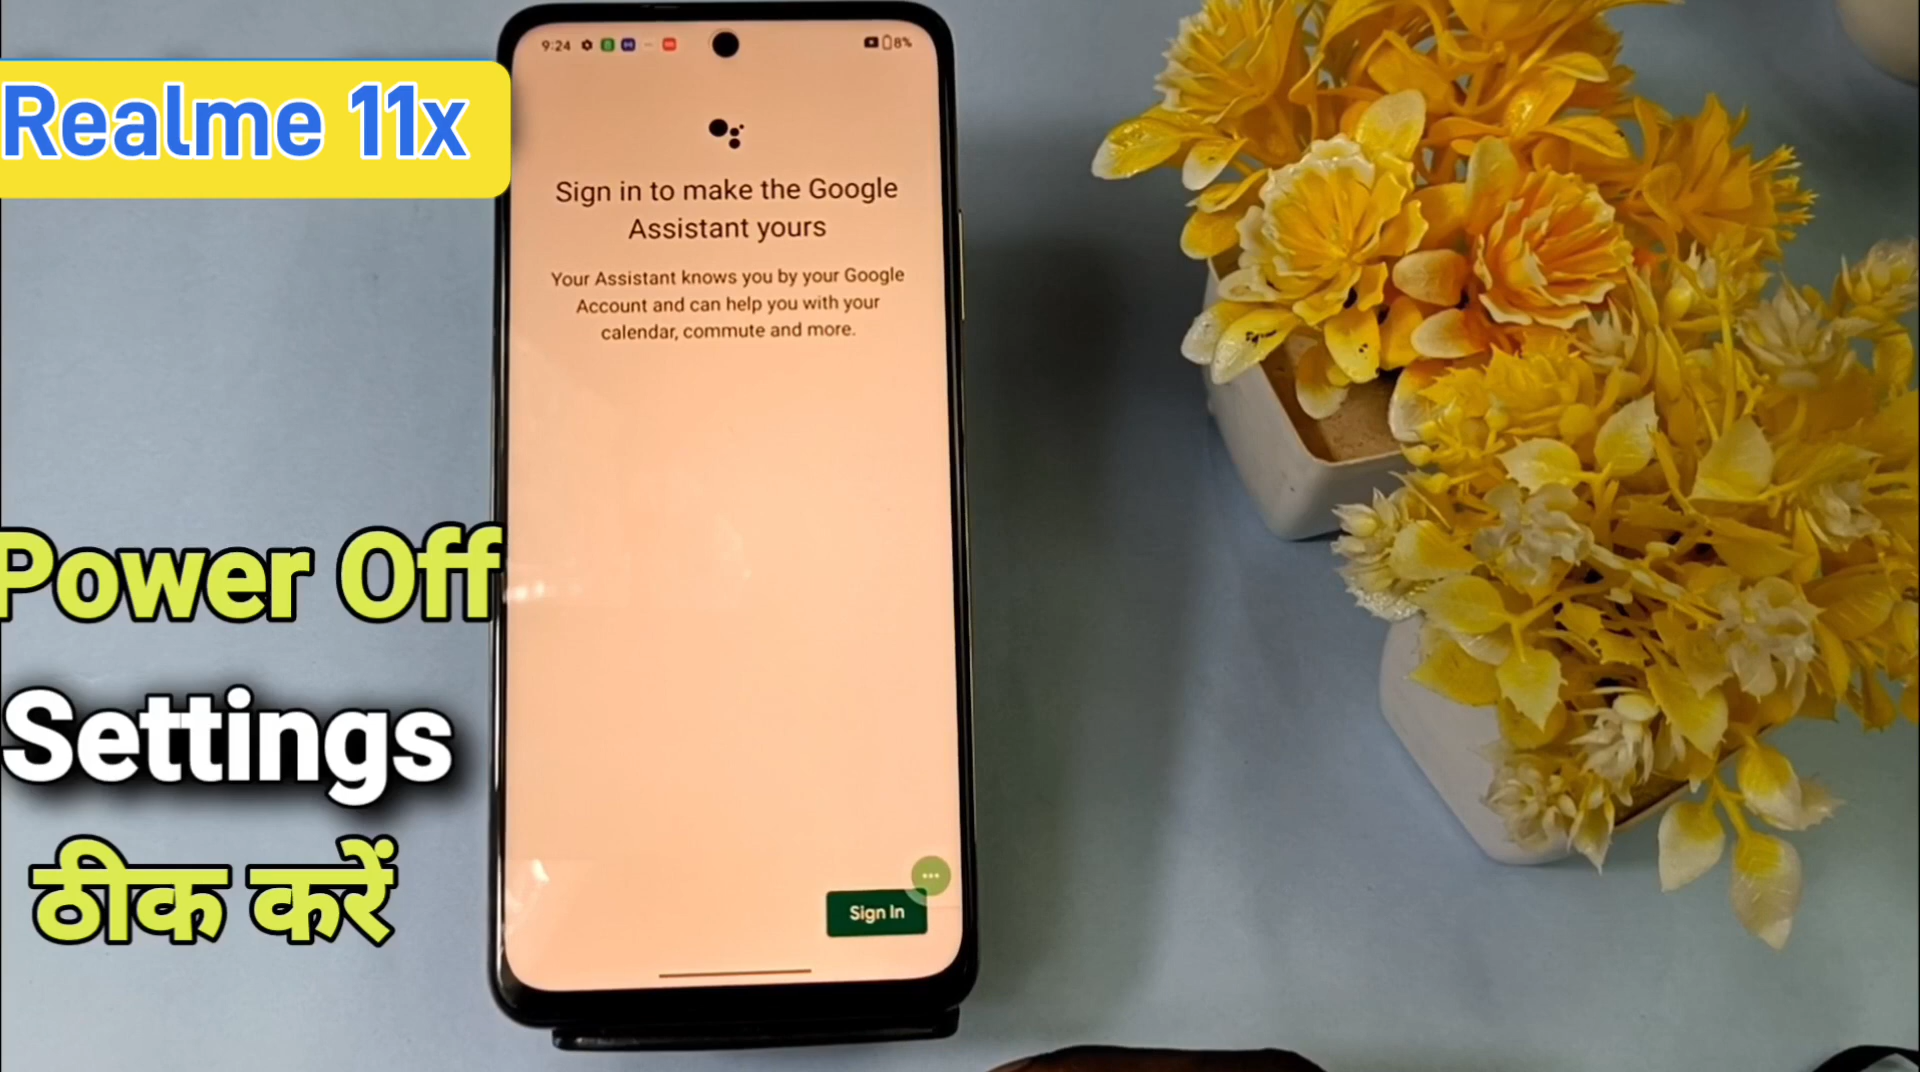 Realme 11x
Power Off
Settings
ठीक करें
9:24
8%
Sign in to make the Google
Assistant yours
Your Assistant knows you by your Google
Account and can help you with your
calendar, commute and more.
Sign In